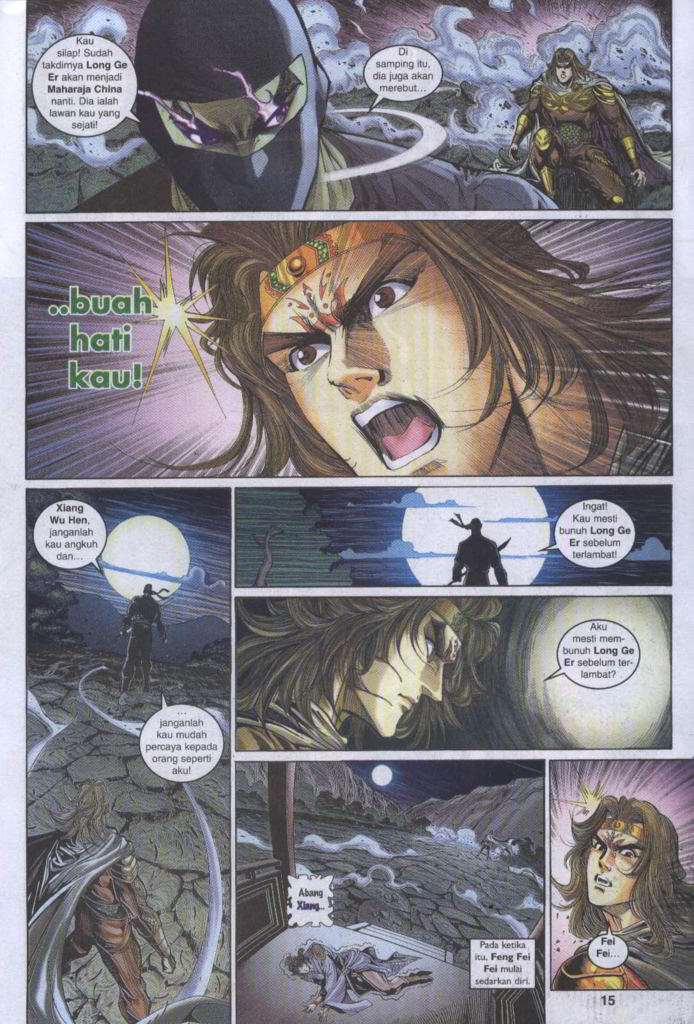 Kau
silap! Sudah
takdirnya Long Ge
Er akan menjadi
Maharaja China
nanti. Dia ialah
lawan kau yang
sejati!
Di
samping itu,
dia juga akan
merebut...
..buah
hati
kau!
Xiang
Wu Hen,
janganlah
kau angkuh
dan...
...
janganlah
kau mudah
percaya kepada
orang seperti
aku!
Ingat!
Kau mesti
bunuh Long Ge
Er sebelum
terlambat!
Aku
mesti mem-
bunuh Long Ge
Er sebelum ter-
lambat?
Abang
Xiang...
Pada ketika
itu, Feng Fei
Fei mulai
sedarkan diri.
Fei
Fei...
15